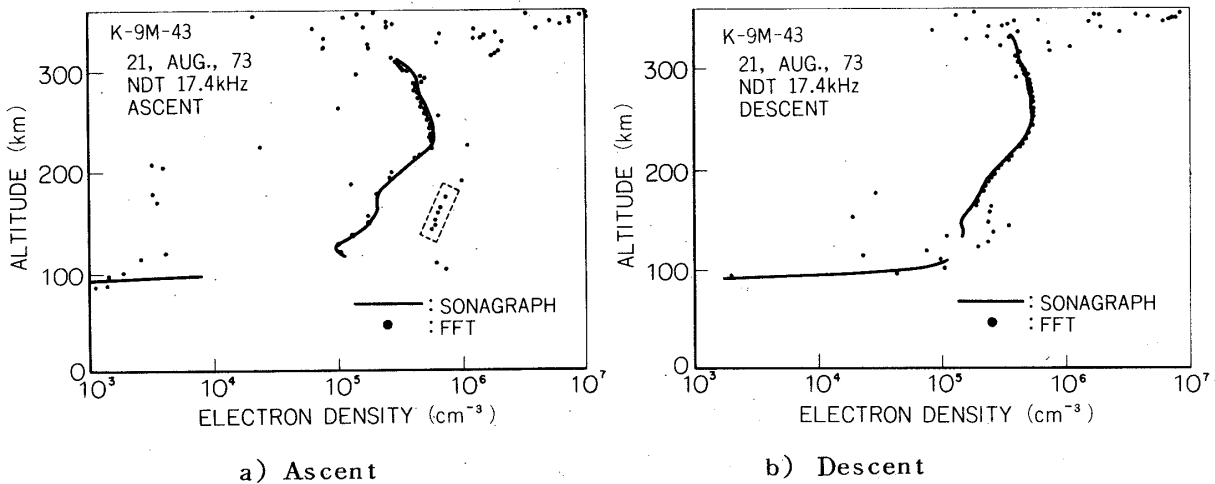 K-9M-43
21, AUG., 73
NDT 17.4kHz
ASCENT
ALTITUDE (km)
300
200
100
0
— : SONAGRAPH
● : FFT
10³ 10⁴ 10⁵ 10⁶ 10⁷
ELECTRON DENSITY (cm⁻³)
a) Ascent
K-9M-43
21, AUG., 73
NDT 17.4kHz
DESCENT
ALTITUDE (km)
300
200
100
0
— : SONAGRAPH
● : FFT
10³ 10⁴ 10⁵ 10⁶ 10⁷
ELECTRON DENSITY (cm⁻³)
b) Descent